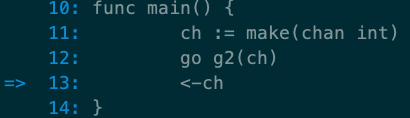 10: func main() {
    11:         ch := make(chan int)
    12:         go g2(ch)
=>  13:         <-ch
    14: }